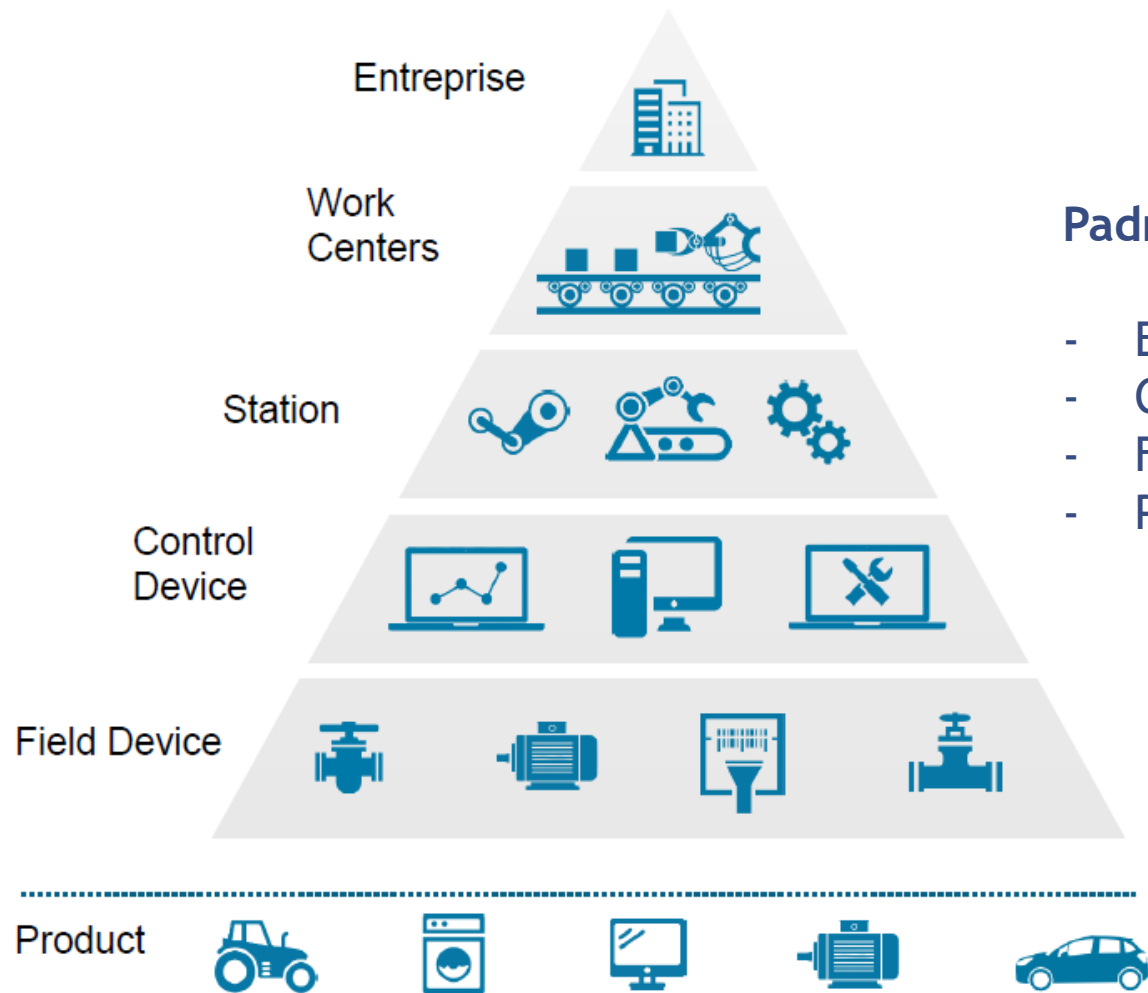 Entreprise
Work
Centers
Station
Control
Device
Field Device
Product
Padr
-
-
-
-